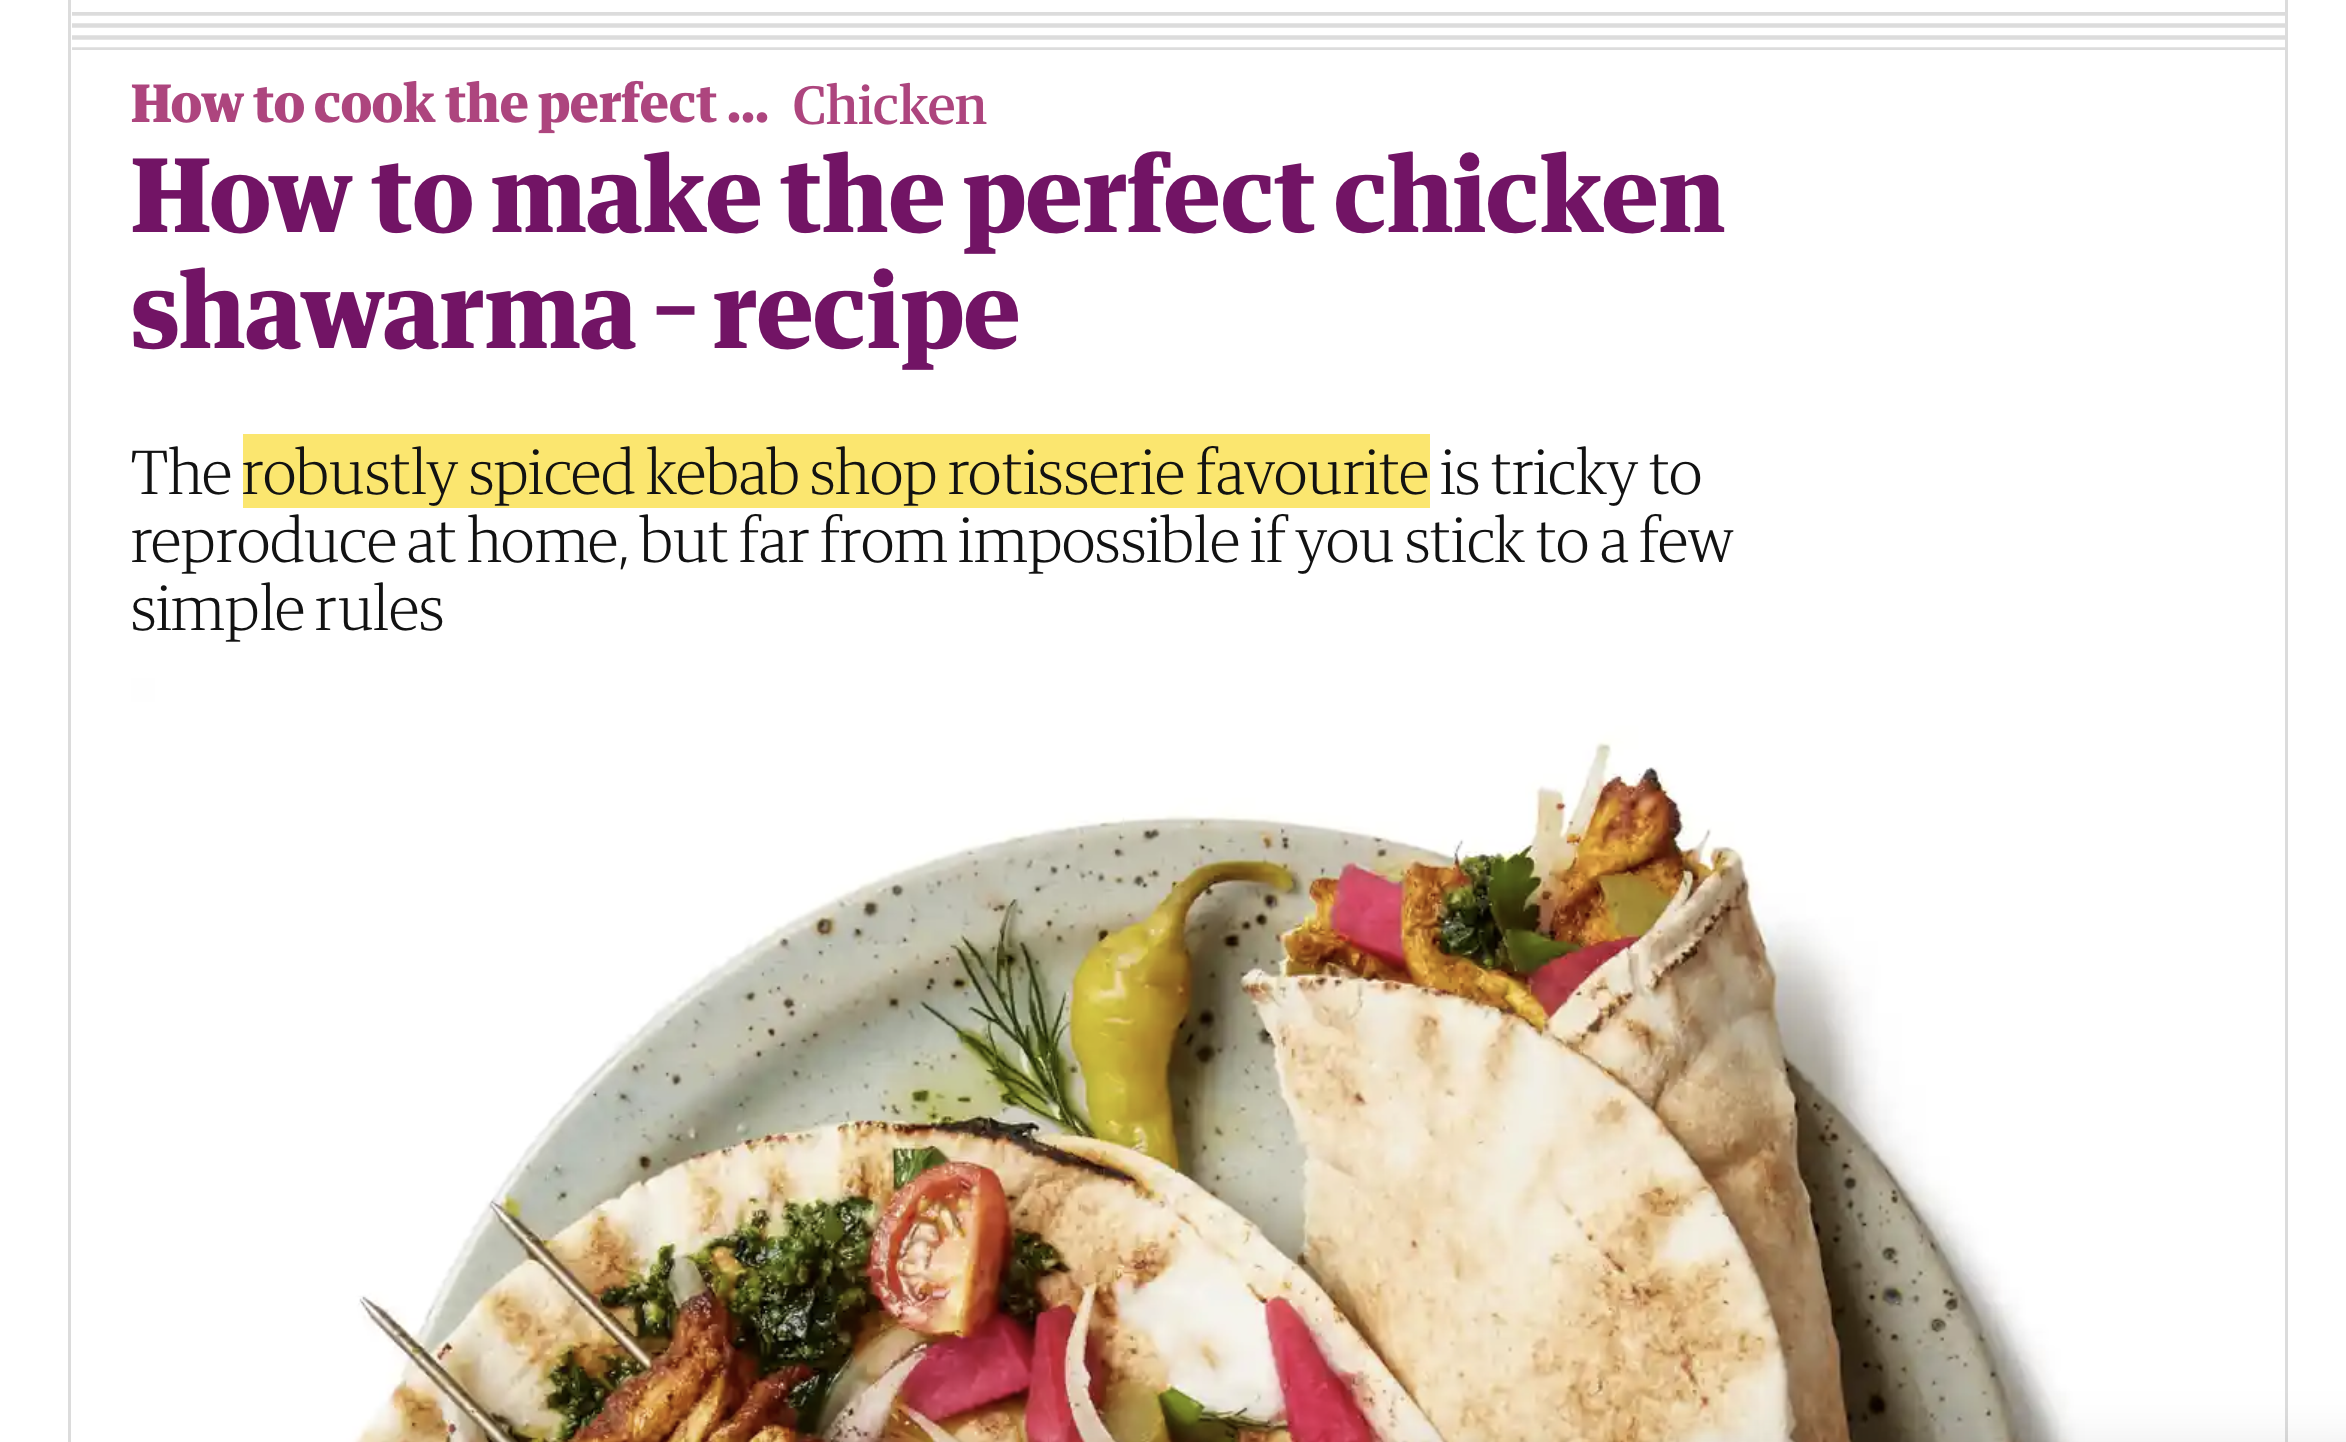 How to cook the perfect ... Chicken
How to make the perfect chicken
shawarma – recipe
The robustly spiced kebab shop rotisserie favourite is tricky to
reproduce at home, but far from impossible if you stick to a few
simple rules